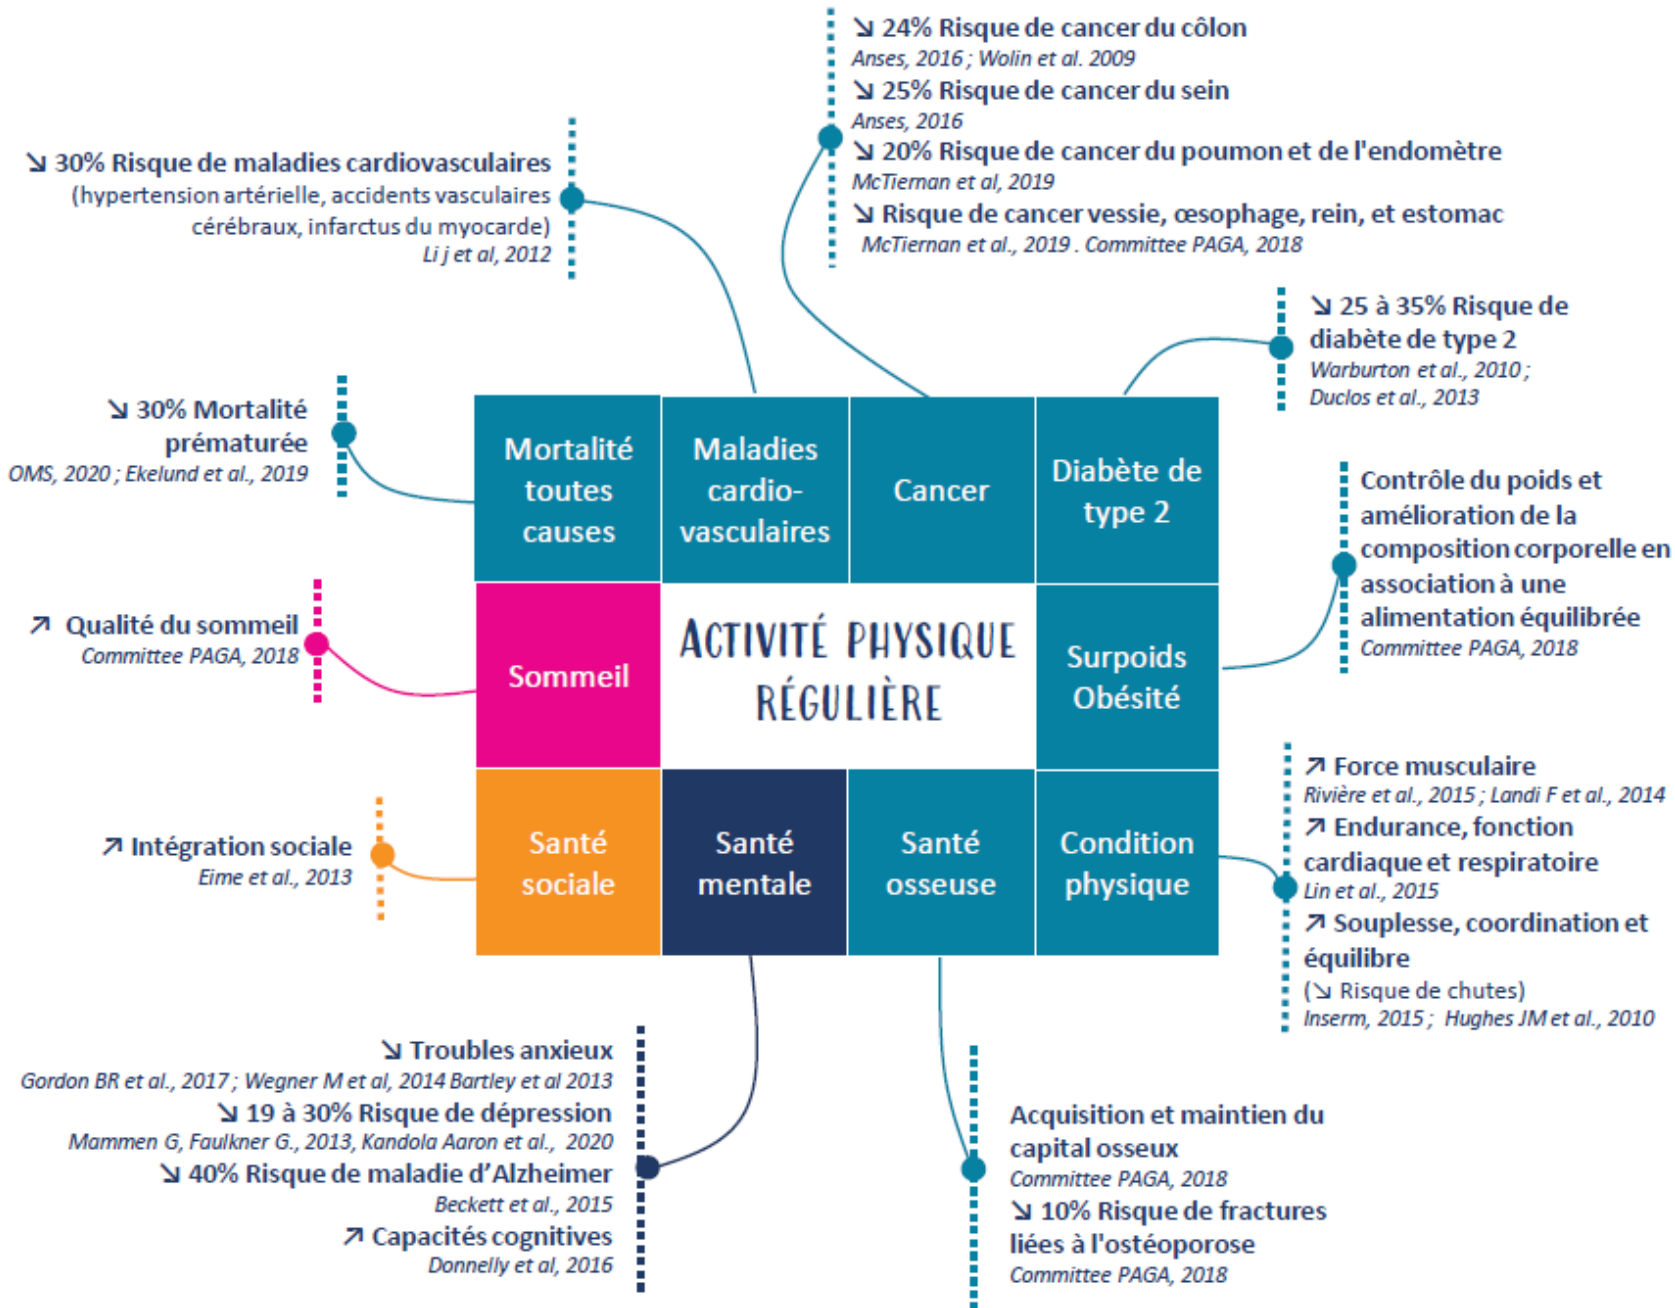 ↘ 24% Risque de cancer du côlon
Anses, 2016 ; Wolin et al. 2009
↘ 25% Risque de cancer du sein
Anses, 2016
↘ 20% Risque de cancer du poumon et de l'endomètre
McTiernan et al, 2019
↘ Risque de cancer vessie, œsophage, rein, et estomac
McTiernan et al., 2019 . Committee PAGA, 2018
↘ 30% Risque de maladies cardiovasculaires
(hypertension artérielle, accidents vasculaires
cérébraux, infarctus du myocarde)
Li j et al, 2012
↘ 25 à 35% Risque de
diabète de type 2
Warburton et al., 2010 ;
Duclos et al., 2013
↘ 30% Mortalité
prématurée
OMS, 2020 ; Ekelund et al., 2019
Mortalité
toutes
causes
Maladies
cardio-
vasculaires
Cancer
Diabète de
type 2
Contrôle du poids et
amélioration de la
composition corporelle en
association à une
alimentation équilibrée
Committee PAGA, 2018
↗ Qualité du sommeil
Committee PAGA, 2018
Sommeil
ACTIVITÉ PHYSIQUE
RÉGULIÈRE
Surpoids
Obésité
↗ Intégration sociale
Eime et al., 2013
Santé
sociale
Santé
mentale
Santé
osseuse
Condition
physique
↗ Force musculaire
Rivière et al., 2015 ; Landi F et al., 2014
↗ Endurance, fonction
cardiaque et respiratoire
Lin et al., 2015
↗ Souplesse, coordination et
équilibre
(↘ Risque de chutes)
Inserm, 2015 ; Hughes JM et al., 2010
↘ Troubles anxieux
Gordon BR et al., 2017 ; Wegner M et al, 2014 Bartley et al 2013
↘ 19 à 30% Risque de dépression
Mammen G, Faulkner G., 2013, Kandola Aaron et al., 2020
↘ 40% Risque de maladie d’Alzheimer
Beckett et al., 2015
↗ Capacités cognitives
Donnelly et al, 2016
Acquisition et maintien du
capital osseux
Committee PAGA, 2018
↘ 10% Risque de fractures
liées à l'ostéoporose
Committee PAGA, 2018